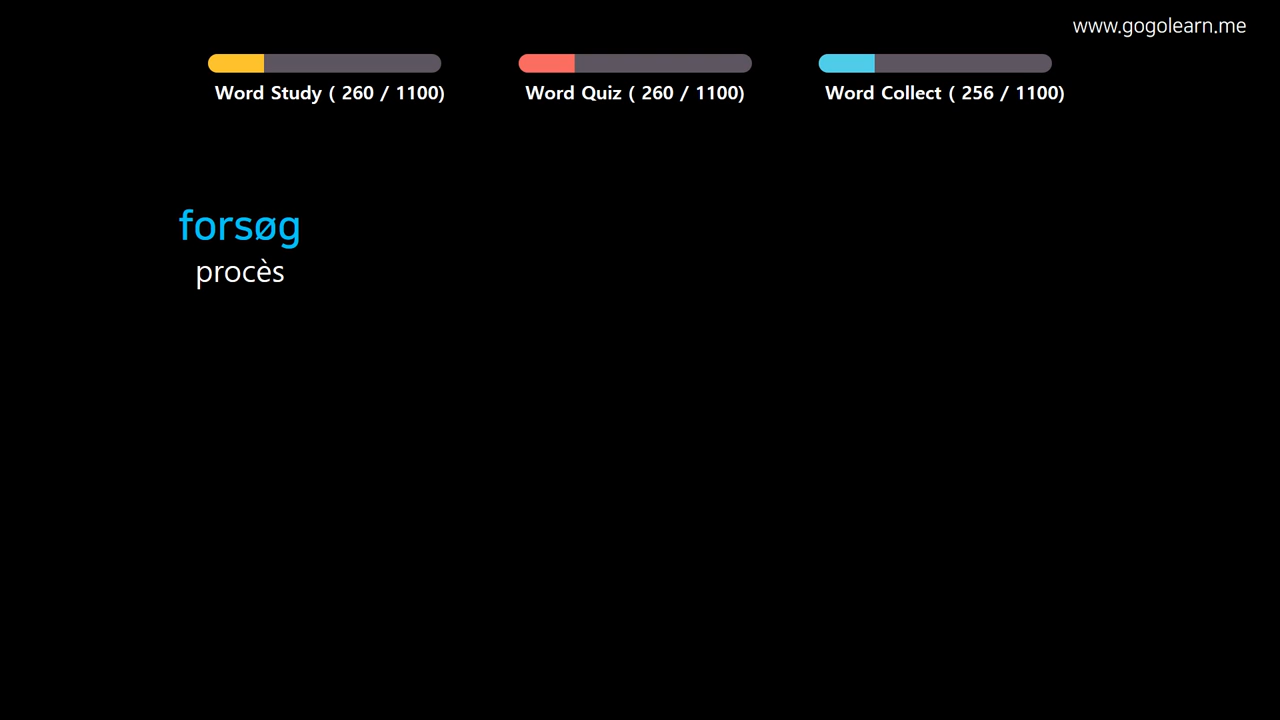 www.gogolearn.me
Word Study ( 260 / 1100)
Word Quiz ( 260 / 1100)
Word Collect ( 256 / 1100)
forsøg
procès